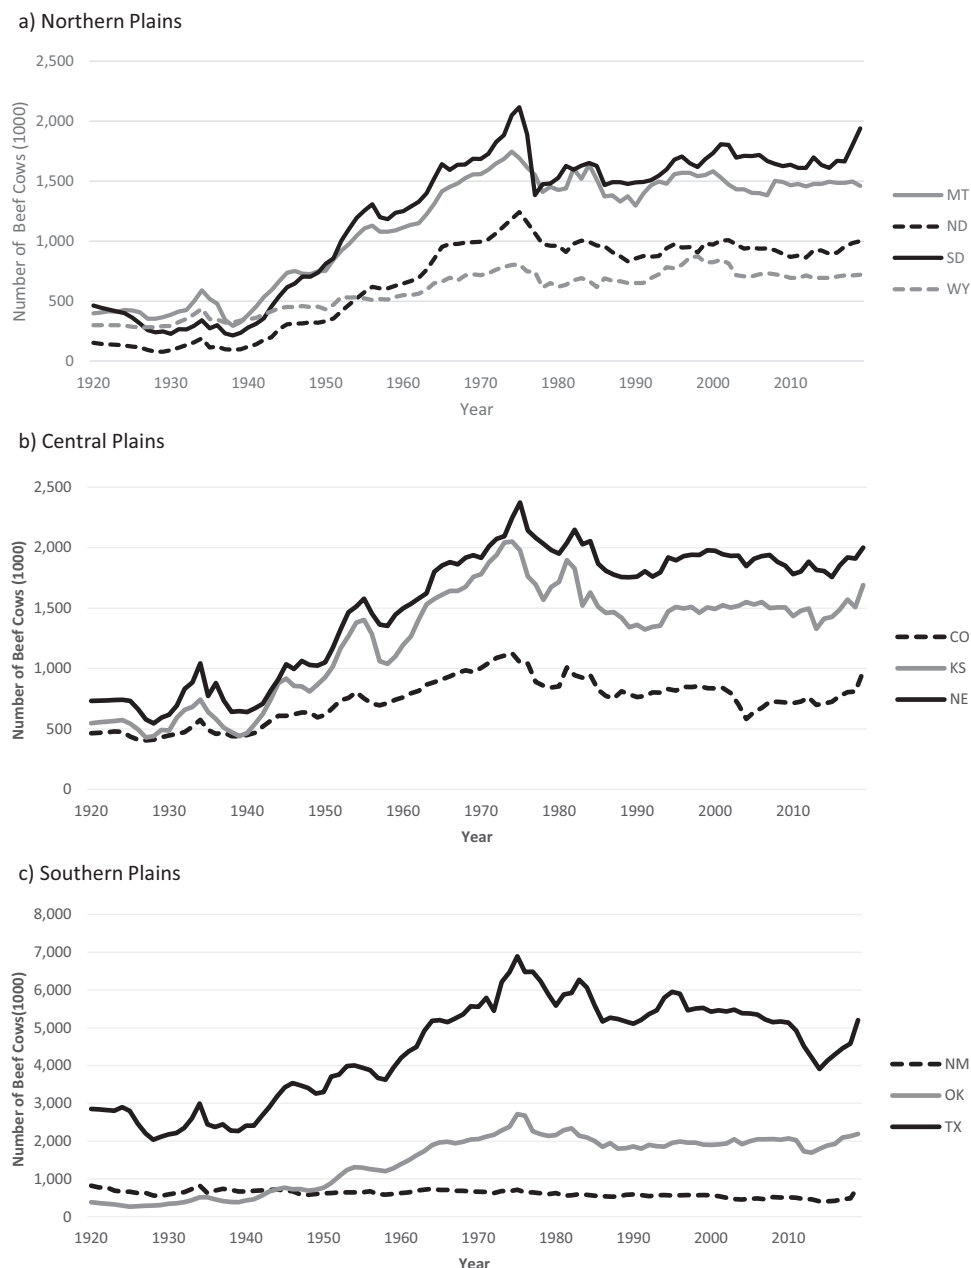 a) Northern Plains
2,500
2,000
1,500
1,000
500
0
Number of Beef Cows (1000)
1920 1930 1940 1950 1960 1970 1980 1990 2000 2010
Year
MT
ND
SD
WY
b) Central Plains
2,500
2,000
1,500
1,000
500
0
Number of Beef Cows (1000)
1920 1930 1940 1950 1960 1970 1980 1990 2000 2010
Year
CO
KS
NE
c) Southern Plains
8,000
7,000
6,000
5,000
4,000
3,000
2,000
1,000
0
Number of Beef Cows(1000)
1920 1930 1940 1950 1960 1970 1980 1990 2000 2010
Year
NM
OK
TX